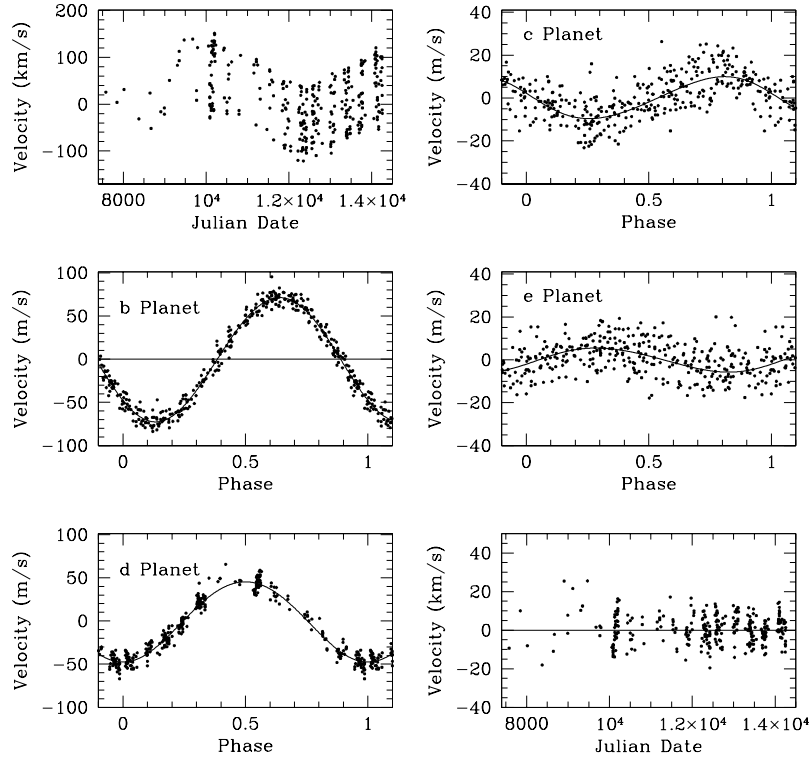 200
100
0
−100
Velocity (km/s)
8000 10⁴ 1.2×10⁴ 1.4×10⁴
Julian Date
c Planet
40
20
0
−20
−40
Velocity (m/s)
0 0.5 1
Phase
b Planet
100
50
0
−50
−100
Velocity (m/s)
0 0.5 1
Phase
e Planet
40
20
0
−20
−40
Velocity (m/s)
0 0.5 1
Phase
d Planet
100
50
0
−50
−100
Velocity (m/s)
0 0.5 1
Phase
40
20
0
−20
−40
Velocity (km/s)
8000 10⁴ 1.2×10⁴ 1.4×10⁴
Julian Date